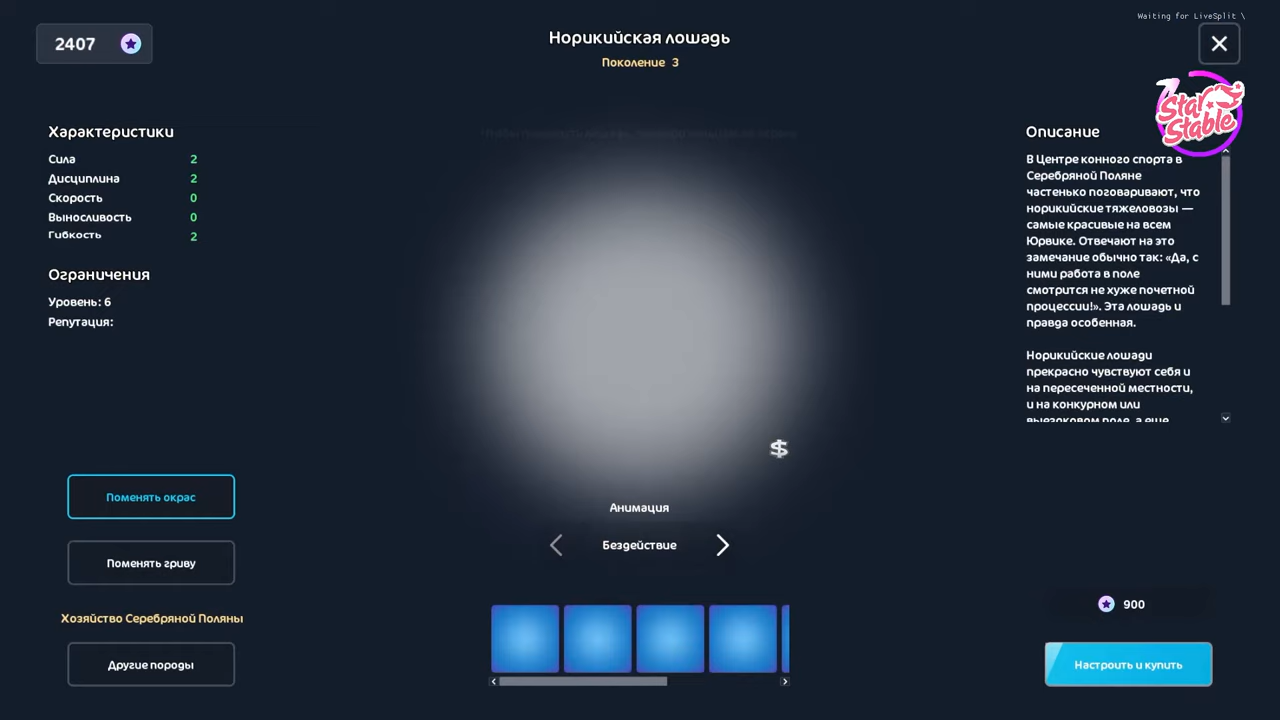 Waiting for LiveSplit \
2407
Норикийская лошадь
Поколение 3
Star
Stable
Характеристики
Сила 2
Дисциплина 2
Скорость 0
Выносливость 0
Гибкость 2
Ограничения
Уровень: 6
Репутация:
Описание
В Центре конного спорта в
Серебряной Поляне
частенько поговаривают, что
норикийские тяжеловозы —
самые красивые на всем
Юрвике. Отвечают на это
замечание обычно так: «Да, с
ними работа в поле
смотрится не хуже почетной
процессии!». Эта лошадь и
правда особенная.
Норикийские лошади
прекрасно чувствуют себя и
на пересеченной местности,
и на конкурном или
выездковом поле, а еще
$
Анимация
Бездействие
Поменять окрас
Поменять гриву
Хозяйство Серебряной Поляны
Другие породы
900
Настроить и купить